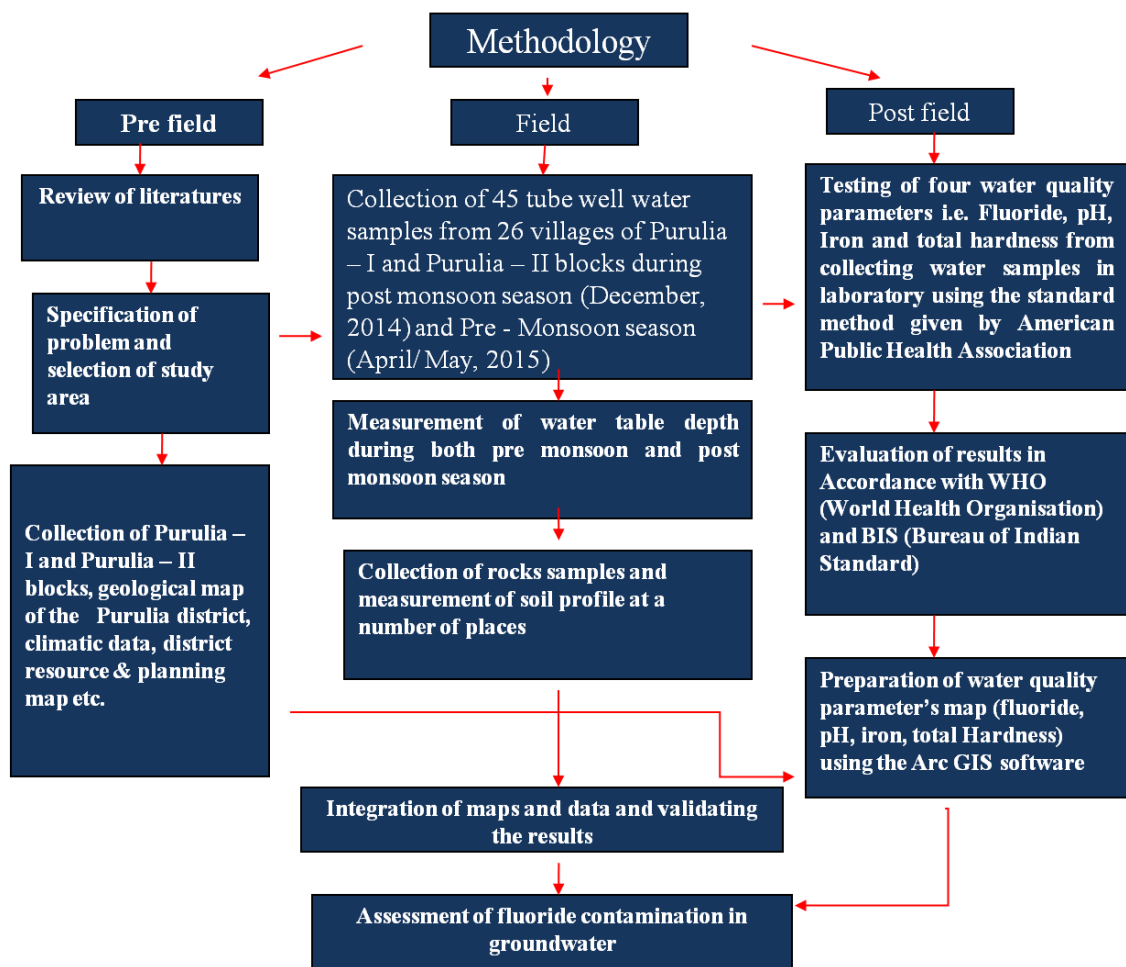 Methodology
Pre field
Field
Post field
Review of literatures
Specification of
problem and
selection of study
area
Collection of Purulia –
I and Purulia – II
blocks, geological map
of the Purulia district,
climatic data, district
resource & planning
map etc.
Collection of 45 tube well water
samples from 26 villages of Purulia
– I and Purulia – II blocks during
post monsoon season (December,
2014) and Pre - Monsoon season
(April/ May, 2015)
Measurement of water table depth
during both pre monsoon and post
monsoon season
Collection of rocks samples and
measurement of soil profile at a
number of places
Testing of four water quality
parameters i.e. Fluoride, pH,
Iron and total hardness from
collecting water samples in
laboratory using the standard
method given by American
Public Health Association
Evaluation of results in
Accordance with WHO
(World Health Organisation)
and BIS (Bureau of Indian
Standard)
Preparation of water quality
parameter’s map (fluoride,
pH, iron, total Hardness)
using the Arc GIS software
Integration of maps and data and validating
the results
Assessment of fluoride contamination in
groundwater